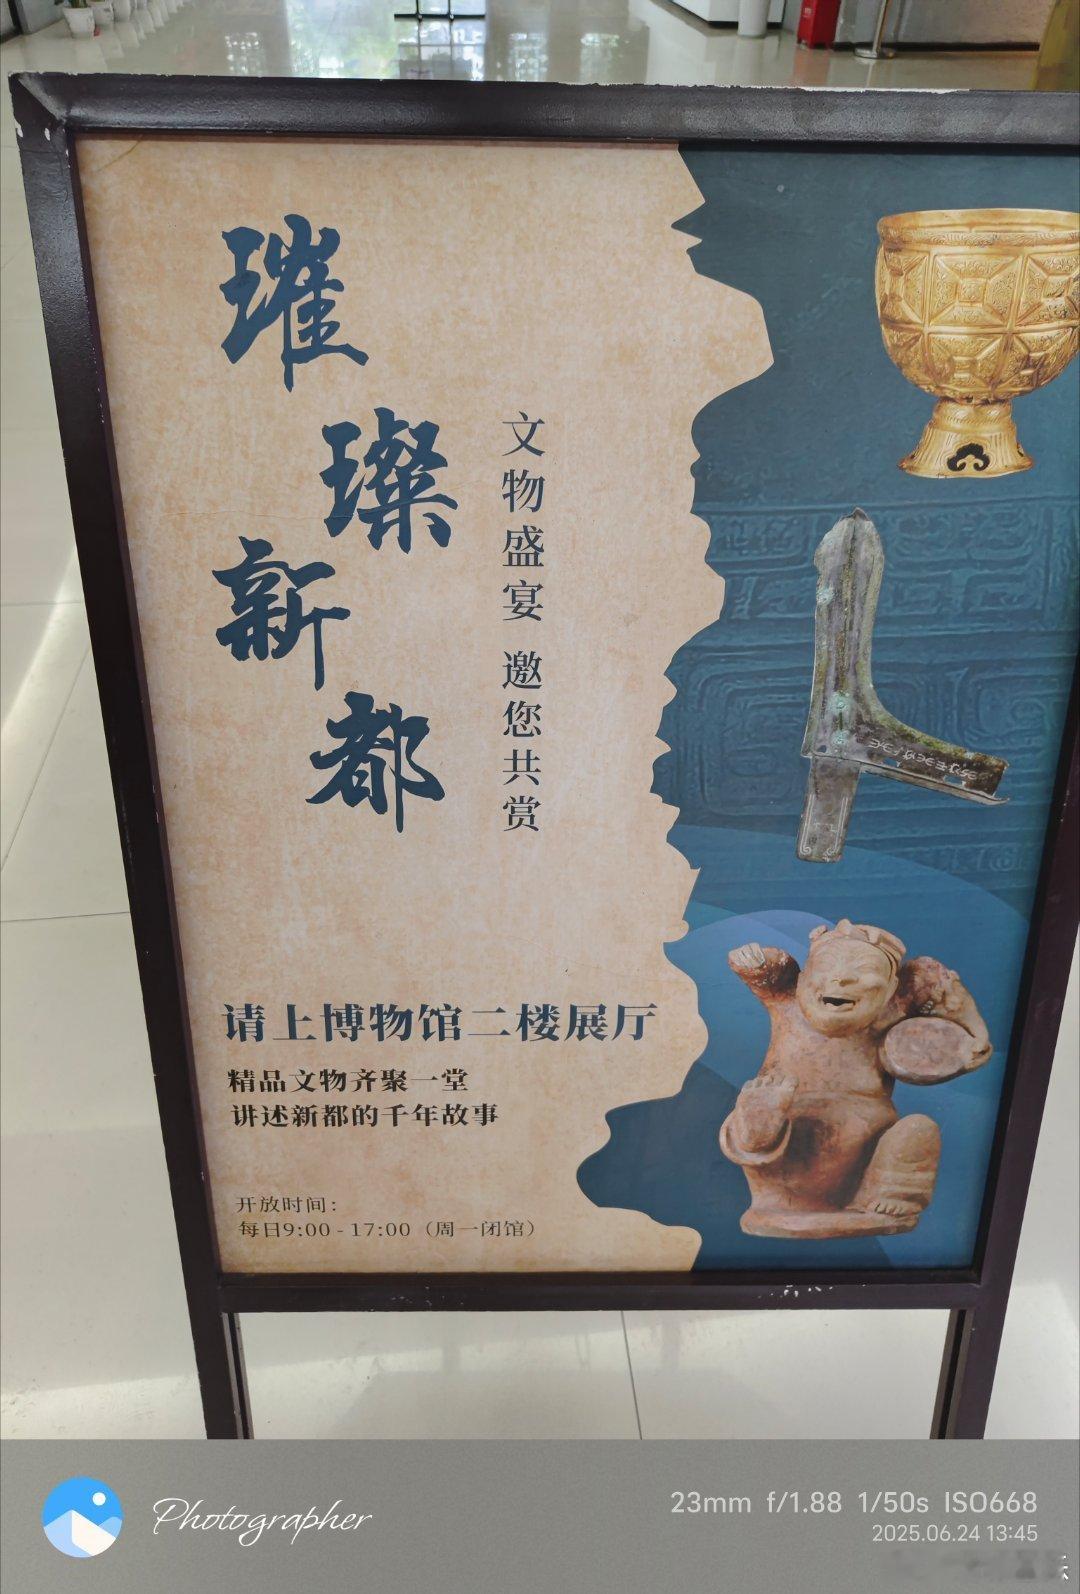 璀璨新都
文物盛宴 邀您共赏
请上博物馆二楼展厅
精品文物齐聚一堂
讲述新都的千年故事
开放时间：
每日9:00-17:00（周一闭馆）
Photographer
23mm f/1.88 1/50s ISO668
2025.06.24 13:45